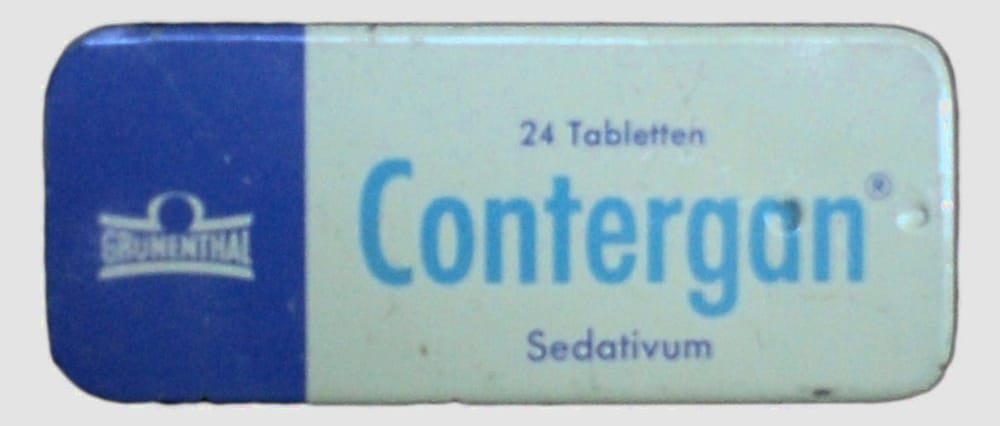 24 Tabletten
Contergan®
GRÜNENTHAL
Sedativum